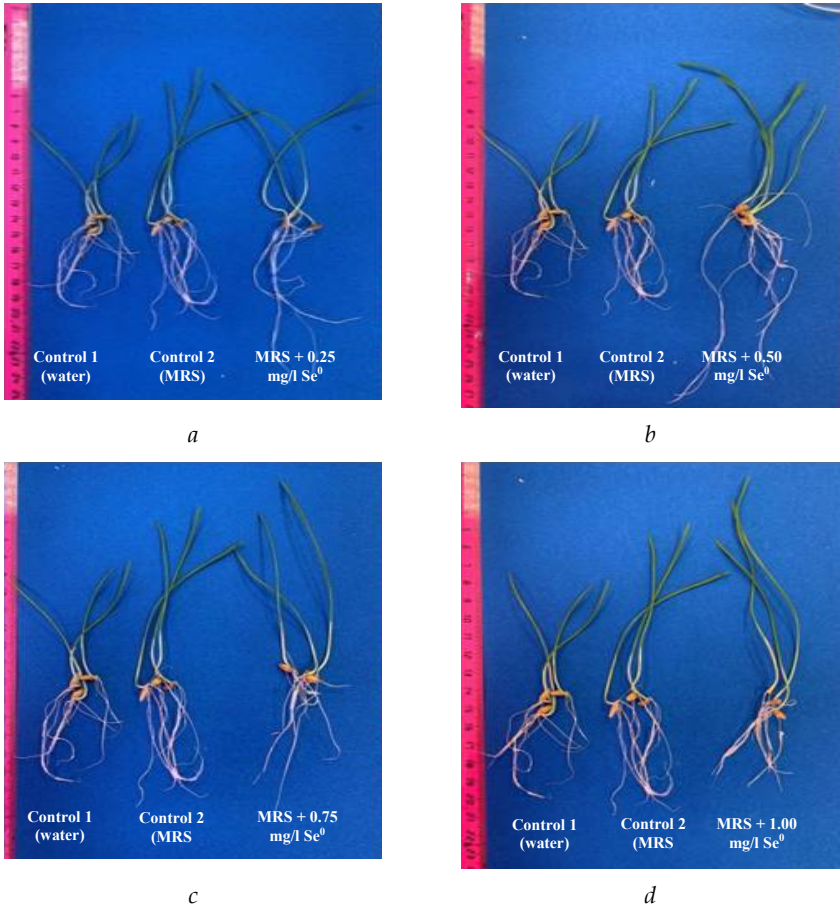 Control 1
(water)
Control 2
(MRS)
MRS + 0.25
mg/l Se⁰
Control 1
(water)
Control 2
(MRS)
MRS + 0.50
mg/l Se⁰
a
b
Control 1
(water)
Control 2
(MRS
MRS + 0.75
mg/l Se⁰
Control 1
(water)
Control 2
(MRS
MRS + 1.00
mg/l Se⁰
c
d